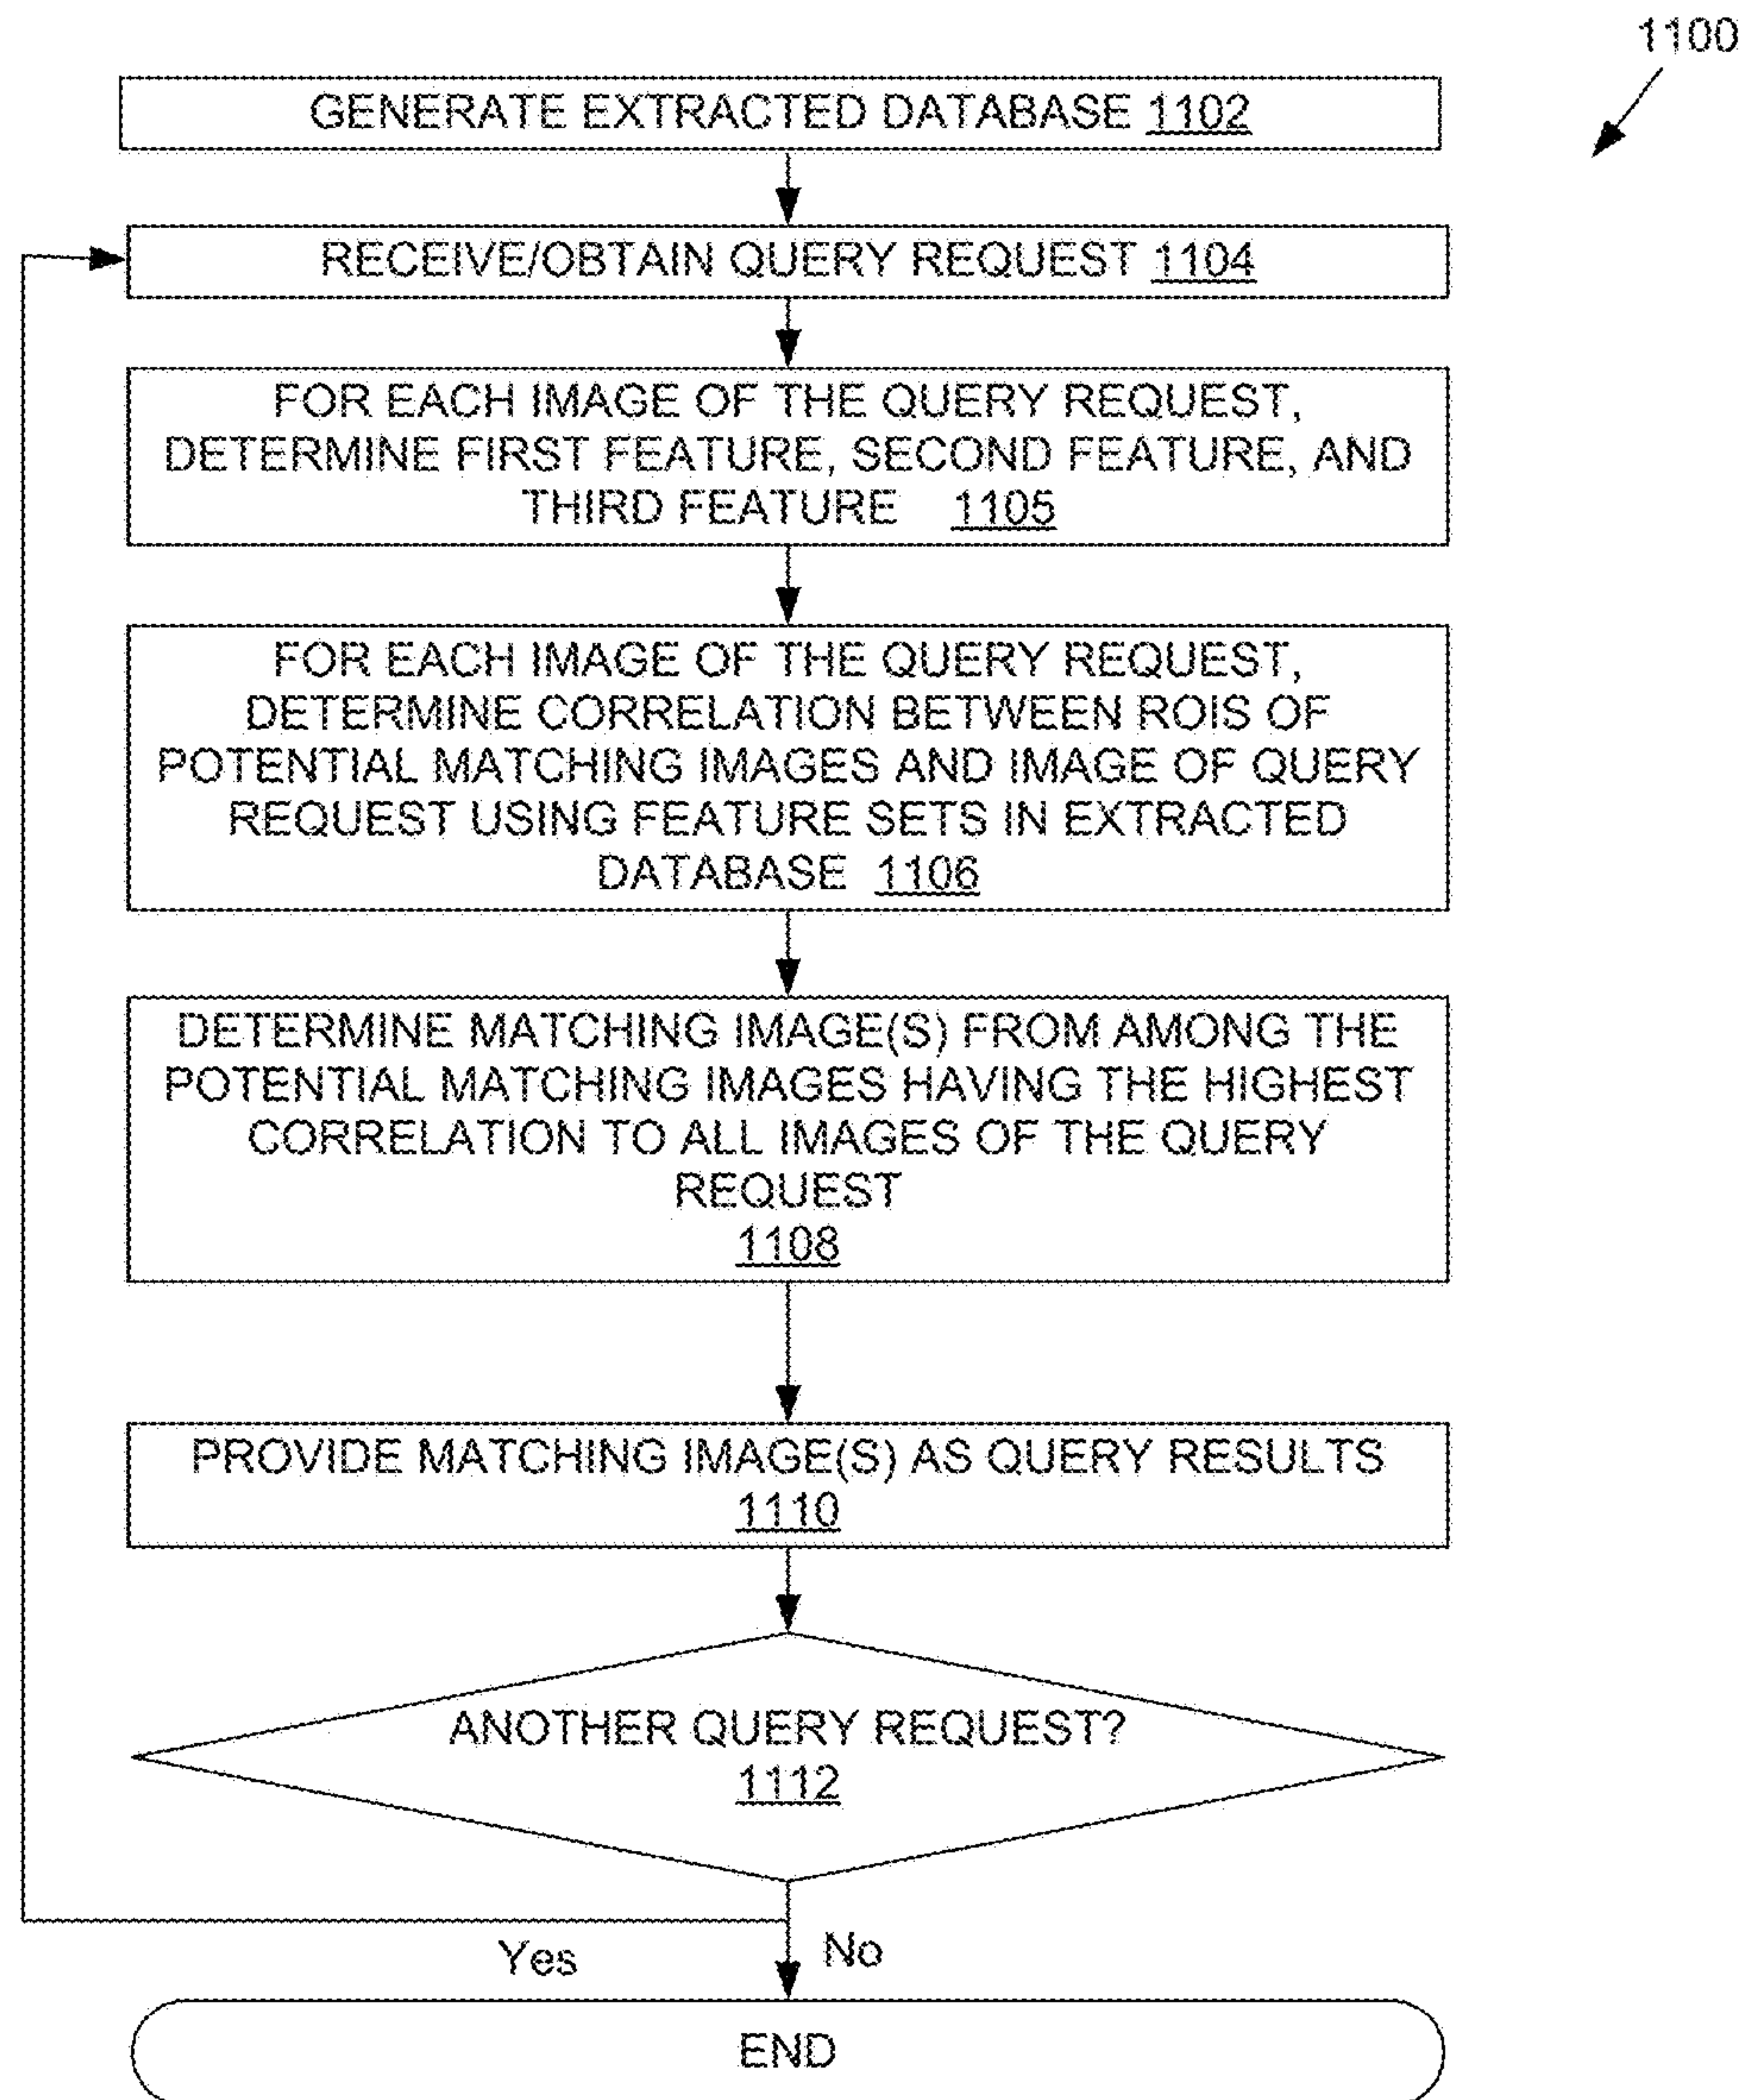 1100
GENERATE EXTRACTED DATABASE 1102
RECEIVE/OBTAIN QUERY REQUEST 1104
FOR EACH IMAGE OF THE QUERY REQUEST,
DETERMINE FIRST FEATURE, SECOND FEATURE, AND
THIRD FEATURE 1105
FOR EACH IMAGE OF THE QUERY REQUEST,
DETERMINE CORRELATION BETWEEN ROIS OF
POTENTIAL MATCHING IMAGES AND IMAGE OF QUERY
REQUEST USING FEATURE SETS IN EXTRACTED
DATABASE 1106
DETERMINE MATCHING IMAGE(S) FROM AMONG THE
POTENTIAL MATCHING IMAGES HAVING THE HIGHEST
CORRELATION TO ALL IMAGES OF THE QUERY
REQUEST
1108
PROVIDE MATCHING IMAGE(S) AS QUERY RESULTS
1110
ANOTHER QUERY REQUEST?
1112
Yes
No
END